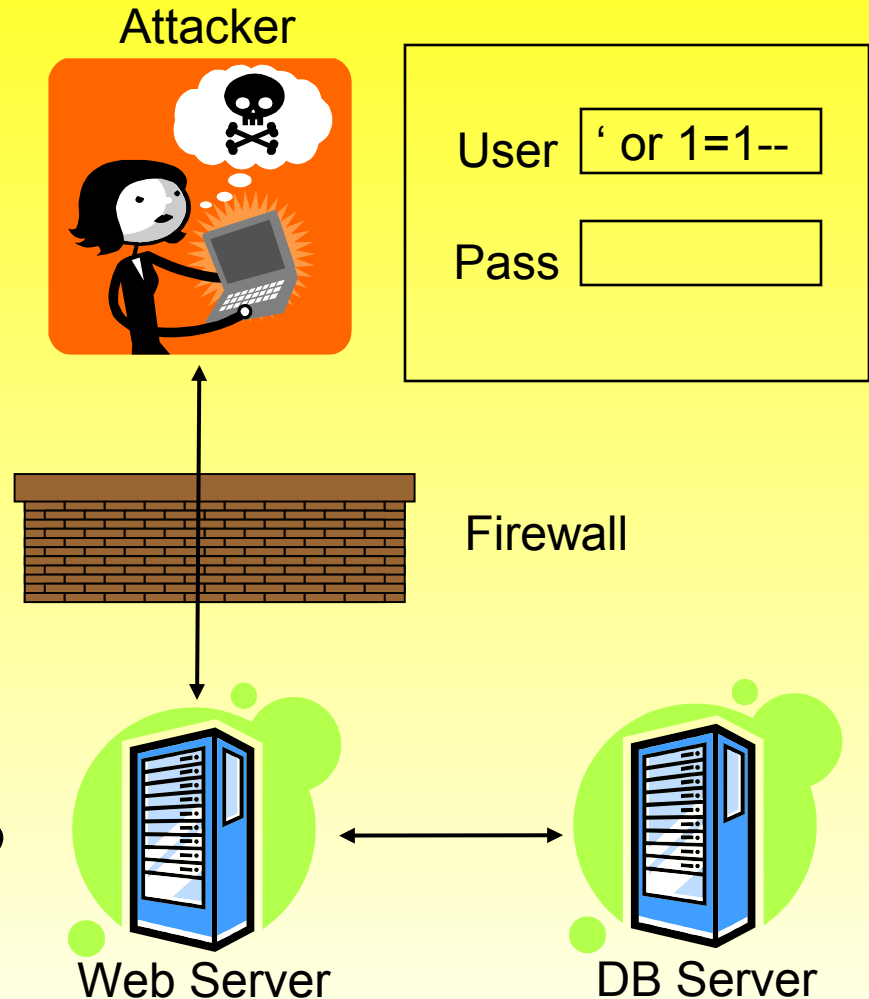 Attacker
User ‘ or 1=1--
Pass
Firewall
Web Server
DB Server